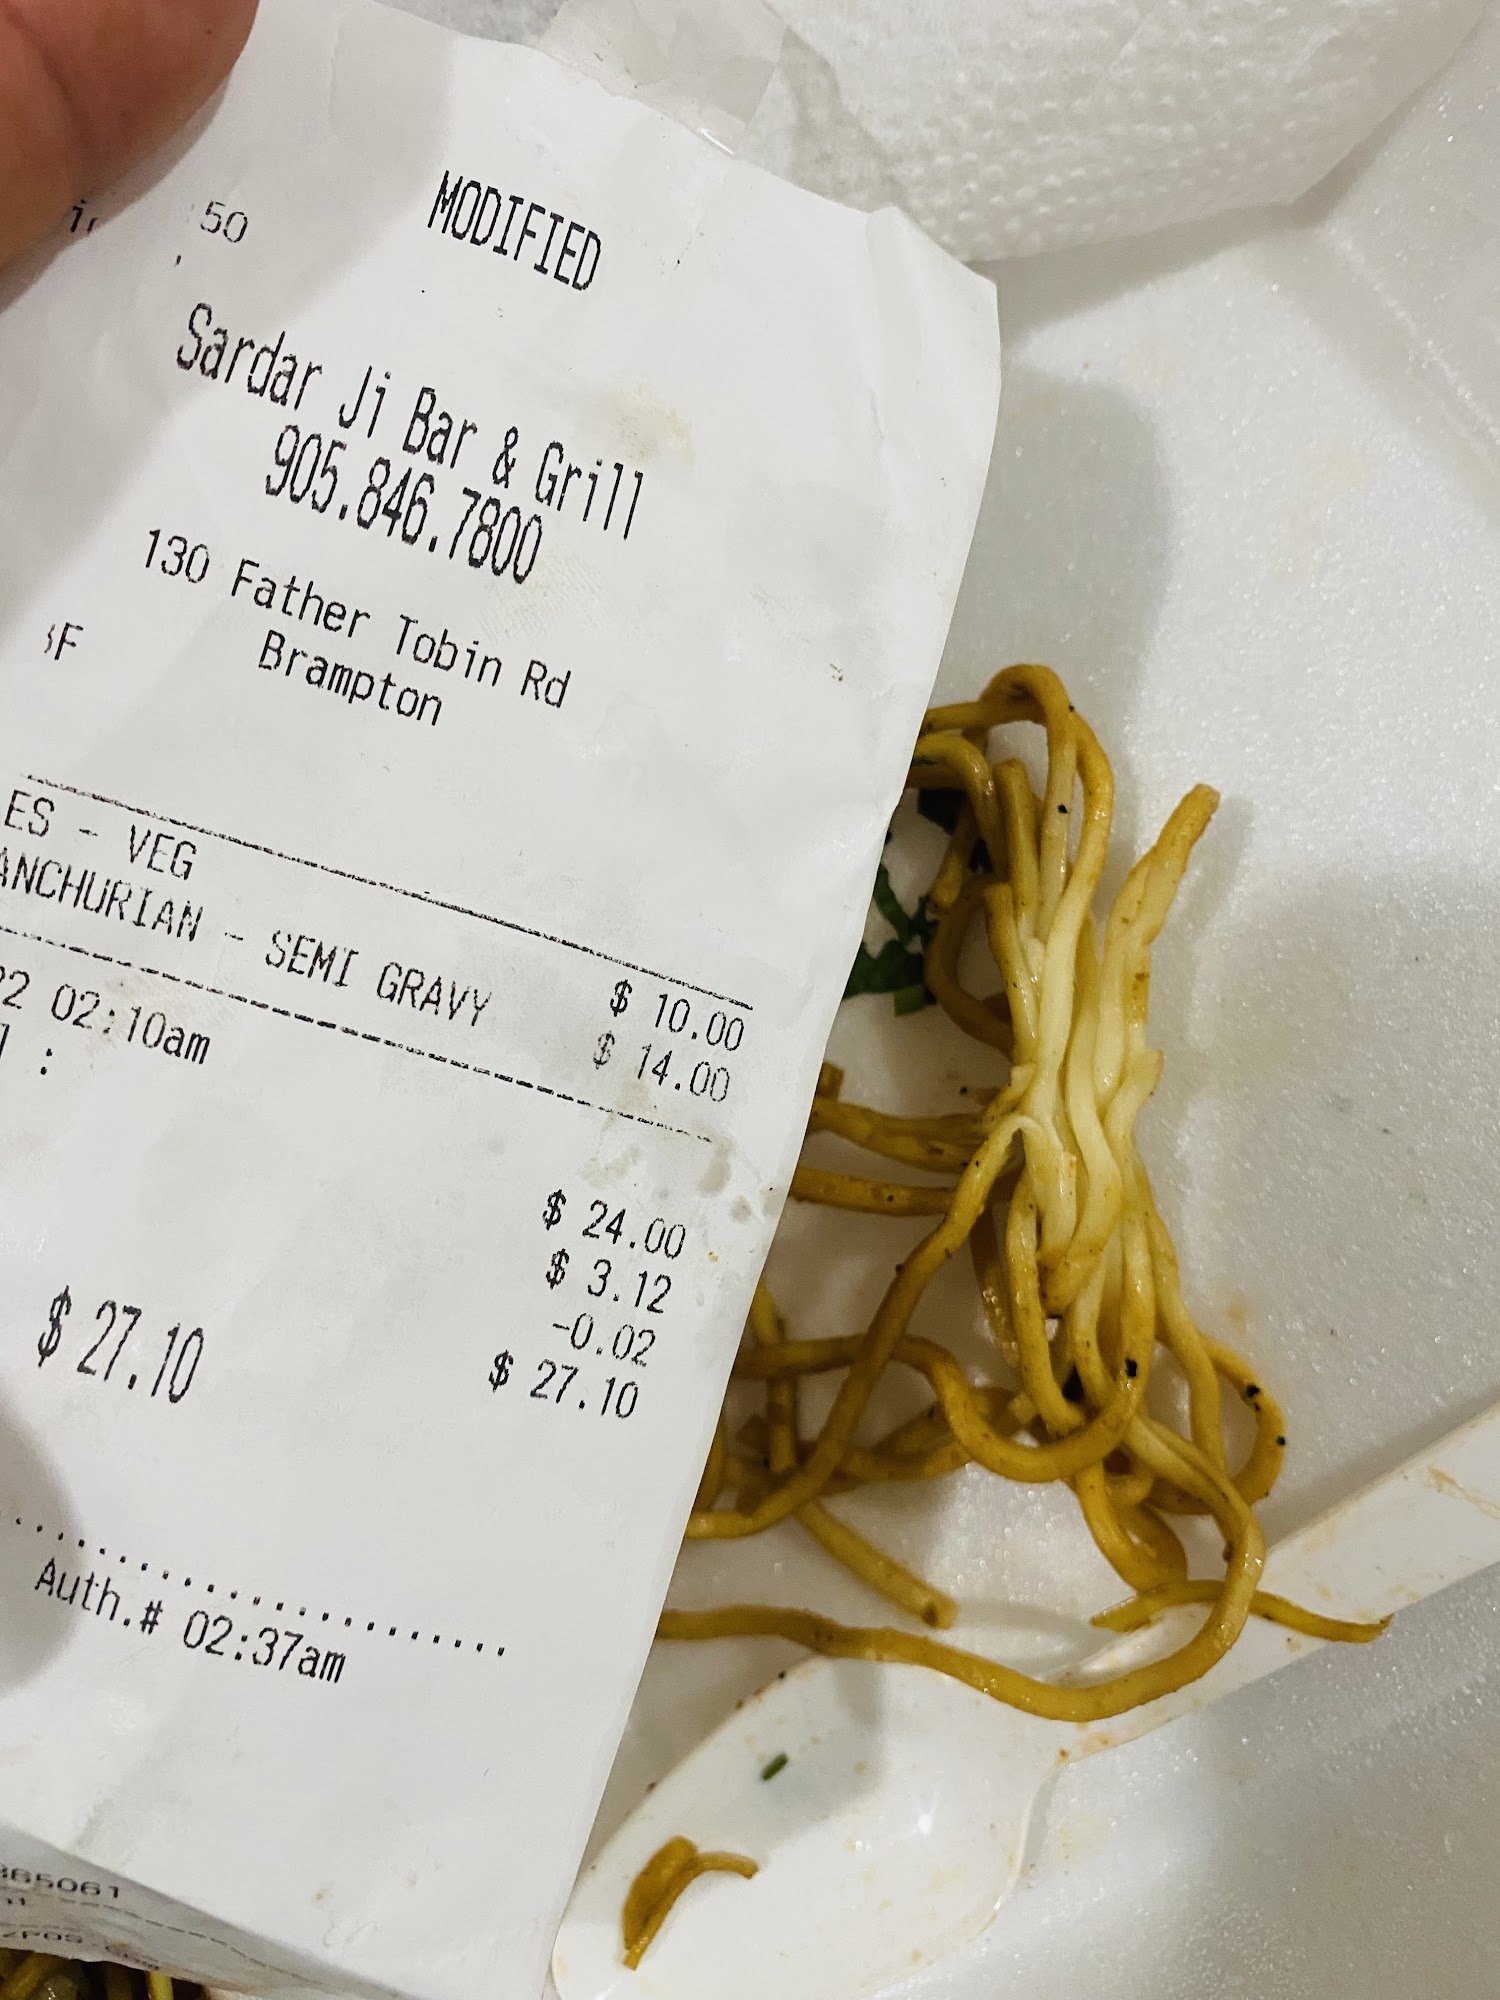 50
MODIFIED
Sardar Ji Bar & Grill
905.846.7800
130 Father Tobin Rd
Brampton
ES - VEG $ 10.00
ANCHURIAN - SEMI GRAVY $ 14.00
22 02:10am
:
$ 24.00
$ 3.12
-0.02
$ 27.10
$ 27.10
....................
Auth.# 02:37am
365061